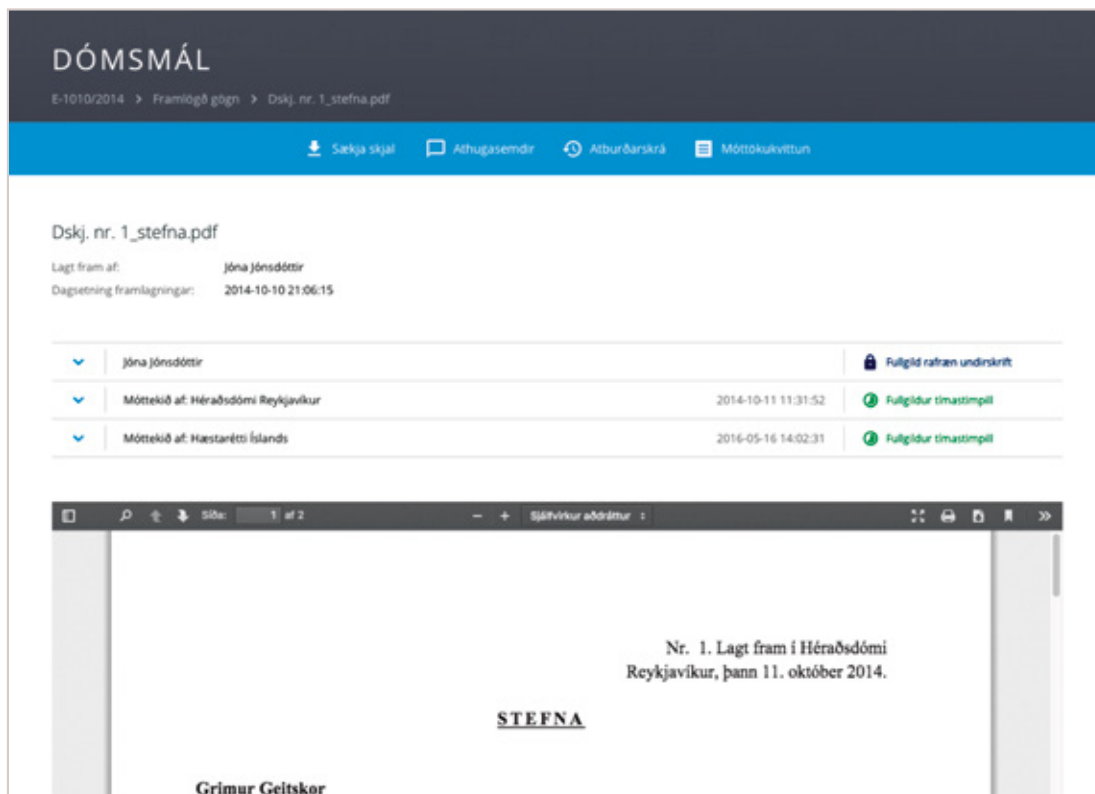 DÓMSMÁL
E-1010/2014 > Framlögð gögn > Dskj. nr. 1_stefna.pdf
Sækja skjal Athugasemdir Atburðarskrá Móttökukvittun
Dskj. nr. 1_stefna.pdf
Lagt fram af: Jóna Jónsdóttir
Dagsetning framlagningar: 2014-10-10 21:06:15
Jóna Jónsdóttir Fullgild rafræn undirskrift
Móttekið af: Héraðsdómi Reykjavíkur 2014-10-11 11:31:52 Fullgildur tímastimpill
Móttekið af: Hæstarétti Íslands 2016-05-16 14:02:31 Fullgildur tímastimpill
Síða: 1 af 2 Sjálfvirkur aðdráttur
Nr. 1. Lagt fram í Héraðsdómi
Reykjavíkur, þann 11. október 2014.
STEFNA
Grímur Geitskor